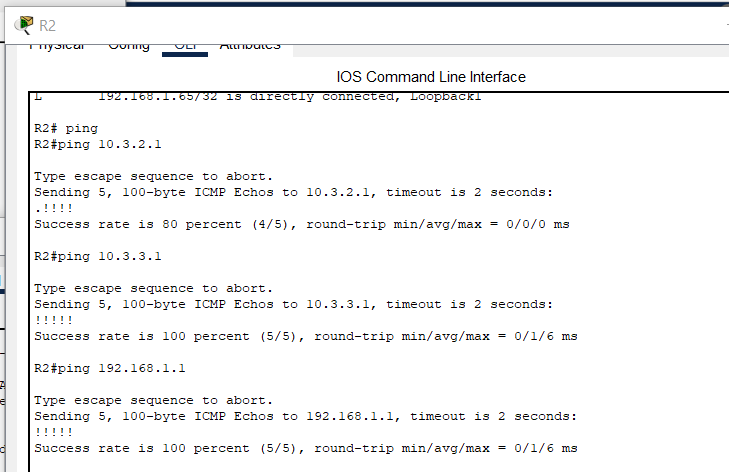 R2
Physical Config CLI Attributes
IOS Command Line Interface
L 192.168.1.65/32 is directly connected, Loopback1
R2# ping
R2#ping 10.3.2.1
Type escape sequence to abort.
Sending 5, 100-byte ICMP Echos to 10.3.2.1, timeout is 2 seconds:
.!!!!
Success rate is 80 percent (4/5), round-trip min/avg/max = 0/0/0 ms
R2#ping 10.3.3.1
Type escape sequence to abort.
Sending 5, 100-byte ICMP Echos to 10.3.3.1, timeout is 2 seconds:
!!!!!
Success rate is 100 percent (5/5), round-trip min/avg/max = 0/1/6 ms
R2#ping 192.168.1.1
Type escape sequence to abort.
Sending 5, 100-byte ICMP Echos to 192.168.1.1, timeout is 2 seconds:
!!!!!
Success rate is 100 percent (5/5), round-trip min/avg/max = 0/1/6 ms